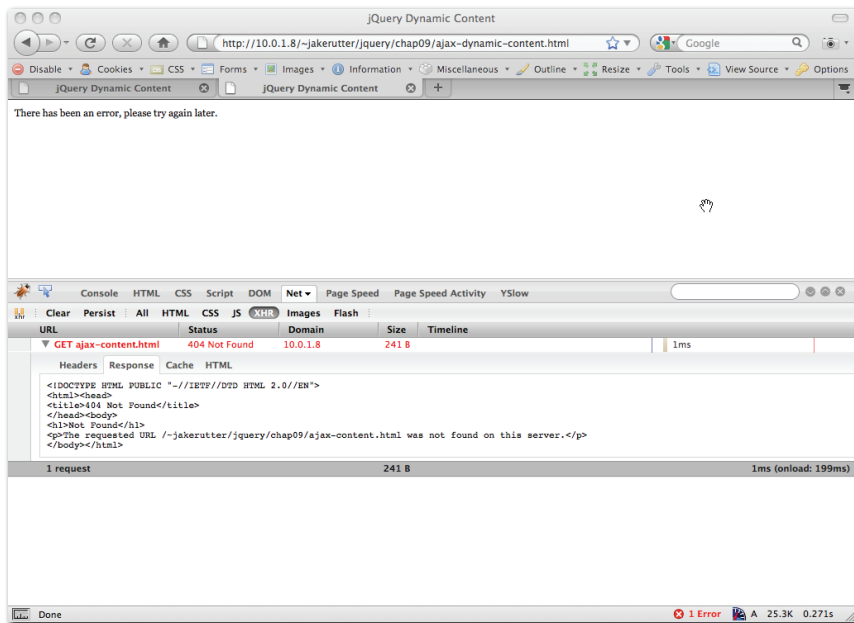 jQuery Dynamic Content
http://10.0.1.8/~jakerutter/jquery/chap09/ajax-dynamic-content.html Google
Disable Cookies CSS Forms Images Information Miscellaneous Outline Resize Tools View Source Options
jQuery Dynamic Content jQuery Dynamic Content
There has been an error, please try again later.
Console HTML CSS Script DOM Net Page Speed Page Speed Activity YSlow
Clear Persist All HTML CSS JS XHR Images Flash
URL Status Domain Size Timeline
GET ajax-content.html 404 Not Found 10.0.1.8 241 B 1ms
Headers Response Cache HTML
<!DOCTYPE HTML PUBLIC "-//IETF//DTD HTML 2.0//EN">
<html><head>
<title>404 Not Found</title>
</head><body>
<h1>Not Found</h1>
<p>The requested URL /~jakerutter/jquery/chap09/ajax-content.html was not found on this server.</p>
</body></html>
1 request 241 B 1ms (onload: 199ms)
Done 1 Error A 25.3K 0.271s